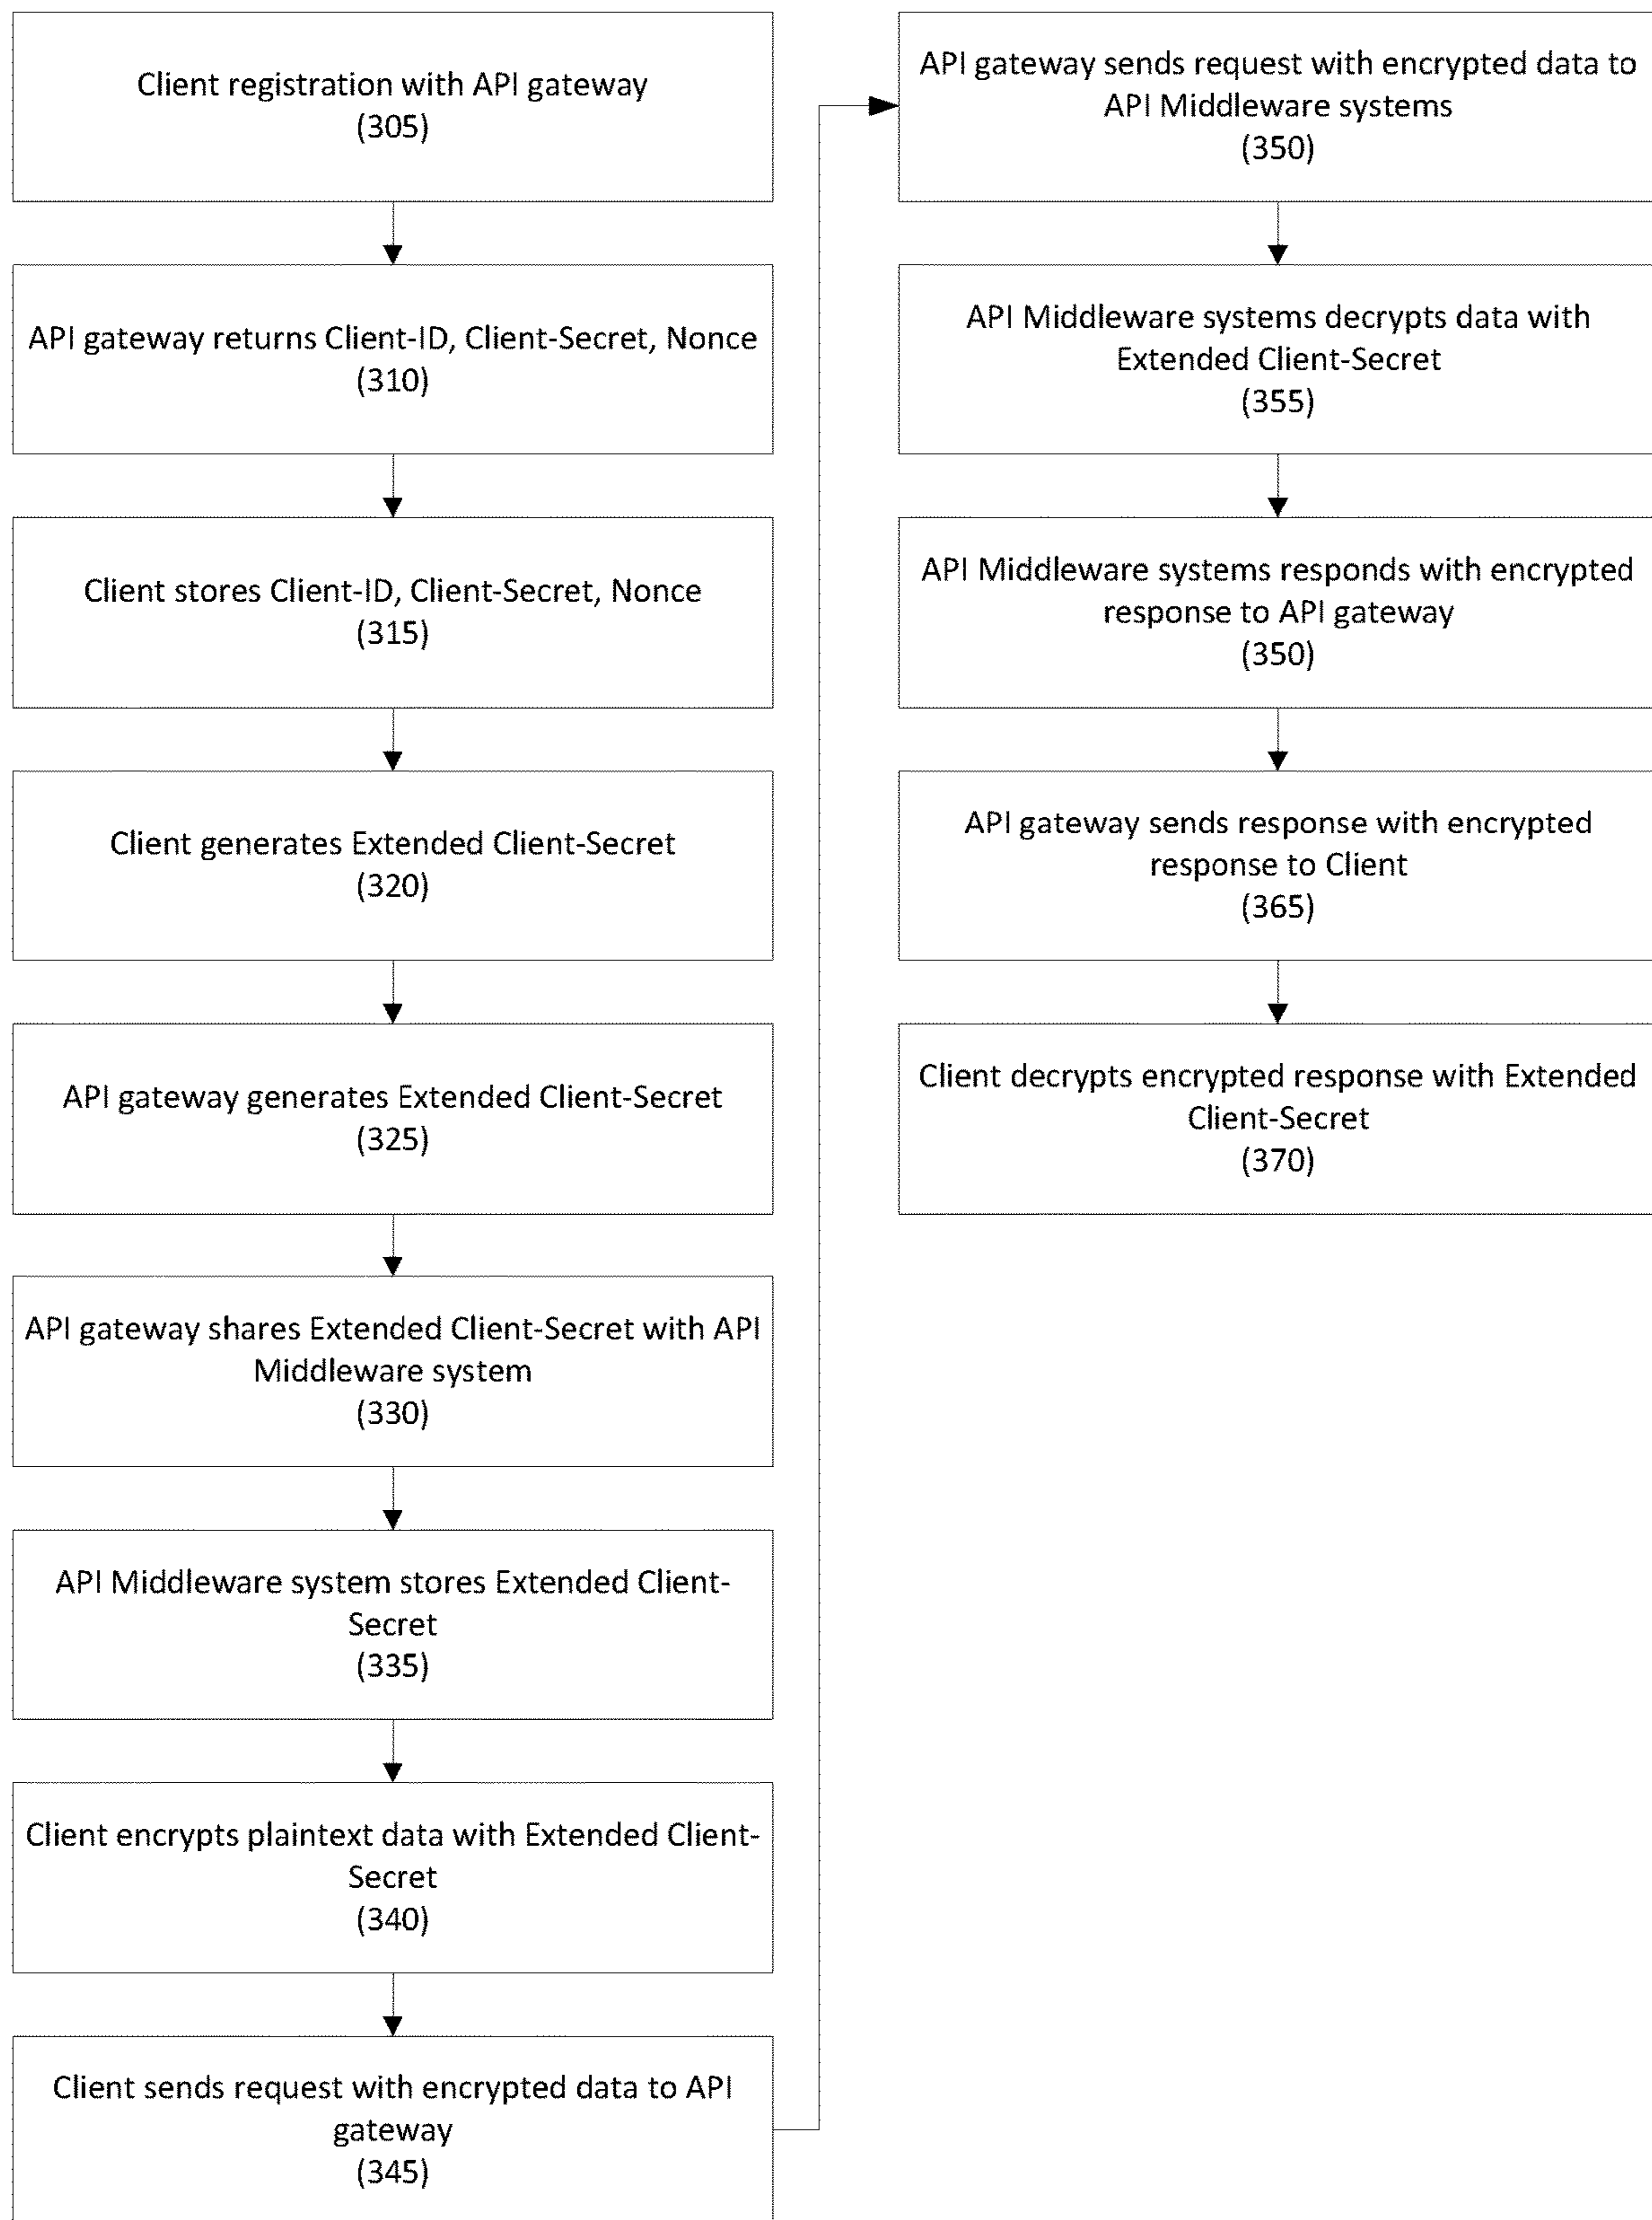 Client registration with API gateway
(305)
API gateway returns Client-ID, Client-Secret, Nonce
(310)
Client stores Client-ID, Client-Secret, Nonce
(315)
Client generates Extended Client-Secret
(320)
API gateway generates Extended Client-Secret
(325)
API gateway shares Extended Client-Secret with API
Middleware system
(330)
API Middleware system stores Extended Client-
Secret
(335)
Client encrypts plaintext data with Extended Client-
Secret
(340)
Client sends request with encrypted data to API
gateway
(345)
API gateway sends request with encrypted data to
API Middleware systems
(350)
API Middleware systems decrypts data with
Extended Client-Secret
(355)
API Middleware systems responds with encrypted
response to API gateway
(350)
API gateway sends response with encrypted
response to Client
(365)
Client decrypts encrypted response with Extended
Client-Secret
(370)